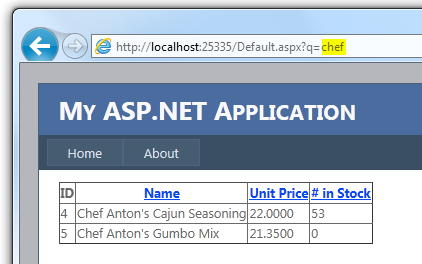 http://localhost:25335/Default.aspx?q=chef
My ASP.NET Application
Home About
ID Name Unit Price # in Stock
4 Chef Anton's Cajun Seasoning 22.0000 53
5 Chef Anton's Gumbo Mix 21.3500 0